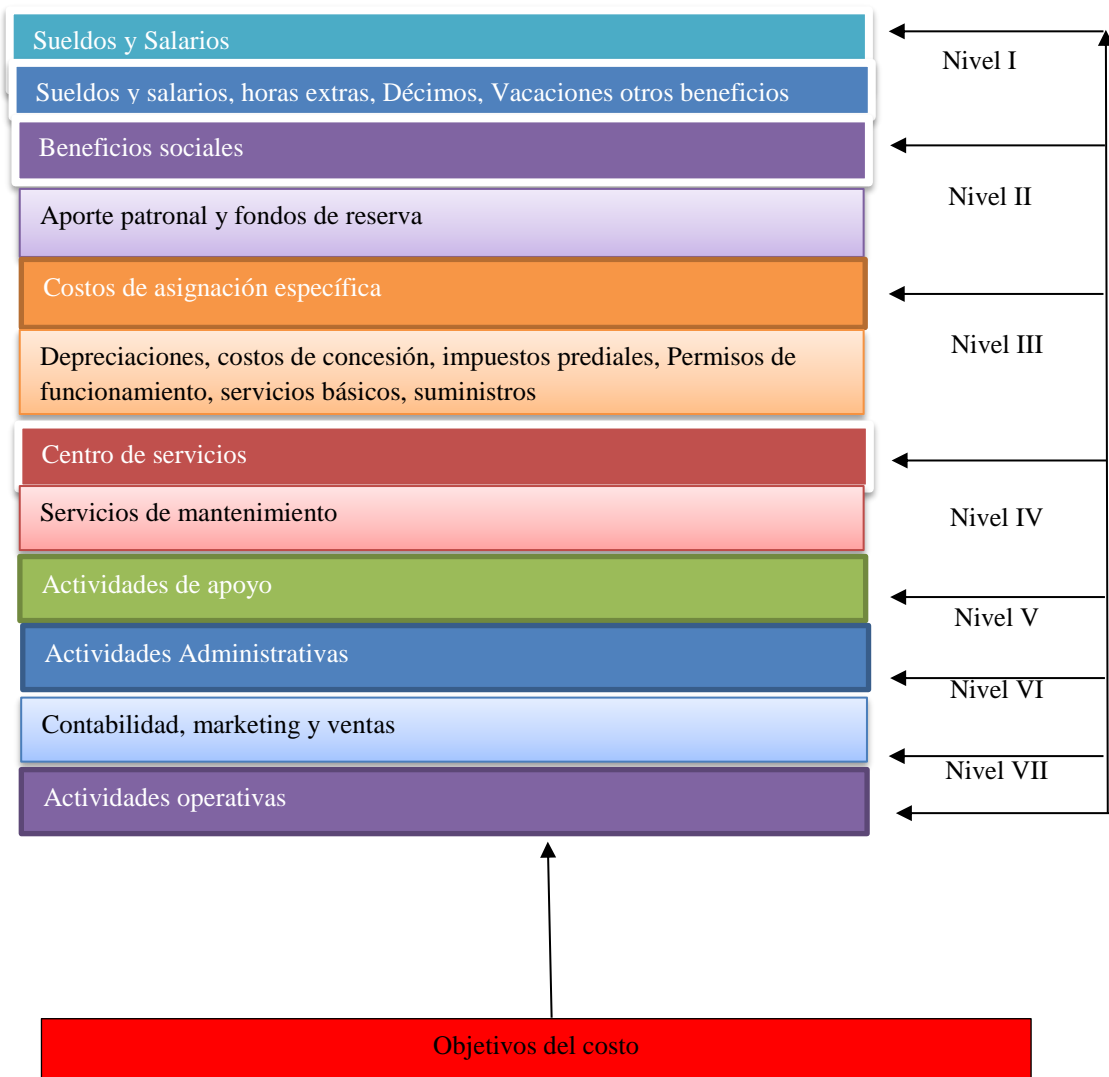 Sueldos y Salarios
Nivel I
Sueldos y salarios, horas extras, Décimos, Vacaciones otros beneficios
Beneficios sociales
Nivel II
Aporte patronal y fondos de reserva
Costos de asignación específica
Nivel III
Depreciaciones, costos de concesión, impuestos prediales, Permisos de
funcionamiento, servicios básicos, suministros
Centro de servicios
Servicios de mantenimiento
Nivel IV
Actividades de apoyo
Nivel V
Actividades Administrativas
Nivel VI
Contabilidad, marketing y ventas
Nivel VII
Actividades operativas
Objetivos del costo